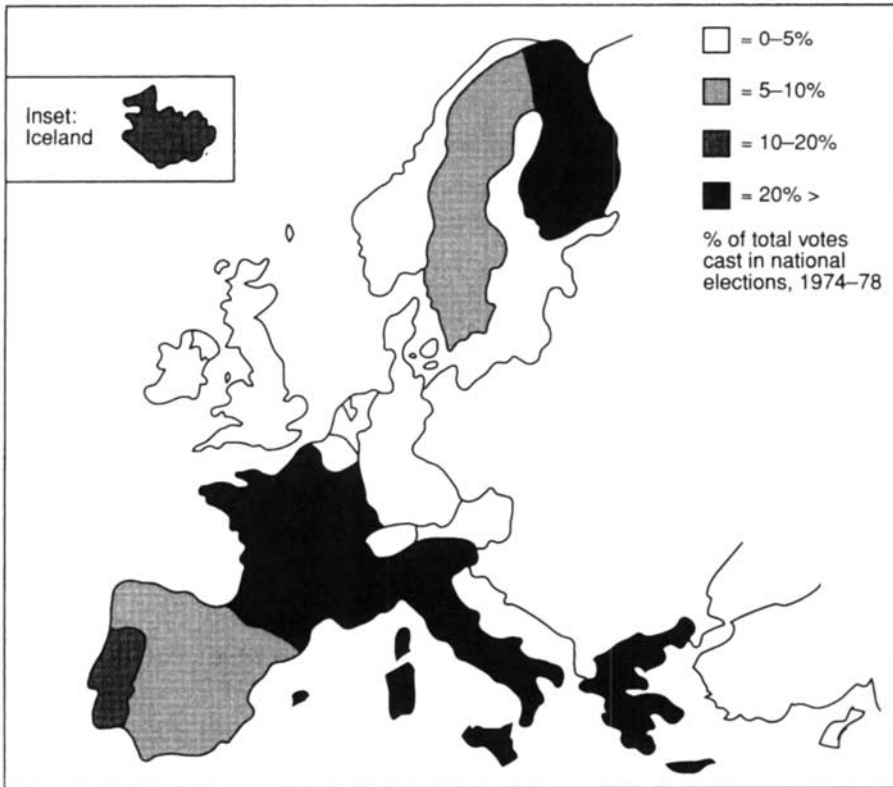 Inset:
Iceland
= 0–5%
= 5–10%
= 10–20%
= 20% >
% of total votes
cast in national
elections, 1974–78